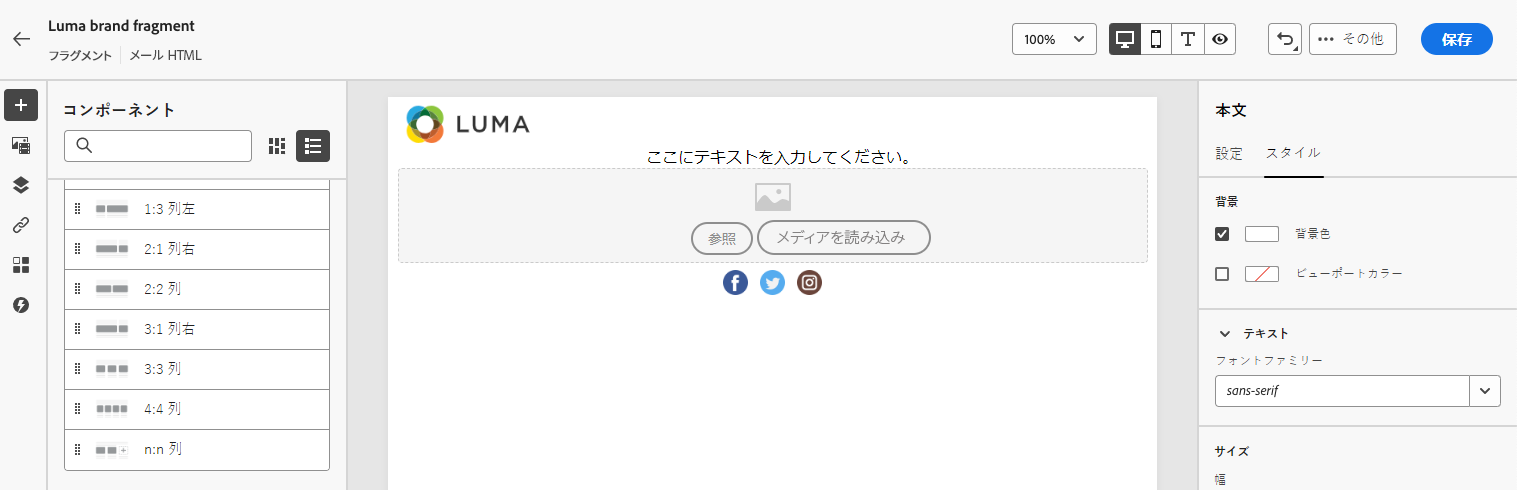 Luma brand fragment
フラグメント メール HTML
100%
その他
保存
コンポーネント
1:3 列左
2:1 列右
2:2 列
3:1 列右
3:3 列
4:4 列
n:n 列
LUMA
ここにテキストを入力してください。
参照
メディアを読み込み
本文
設定 スタイル
背景
背景色
ビューポートカラー
テキスト
フォントファミリー
sans-serif
サイズ
幅